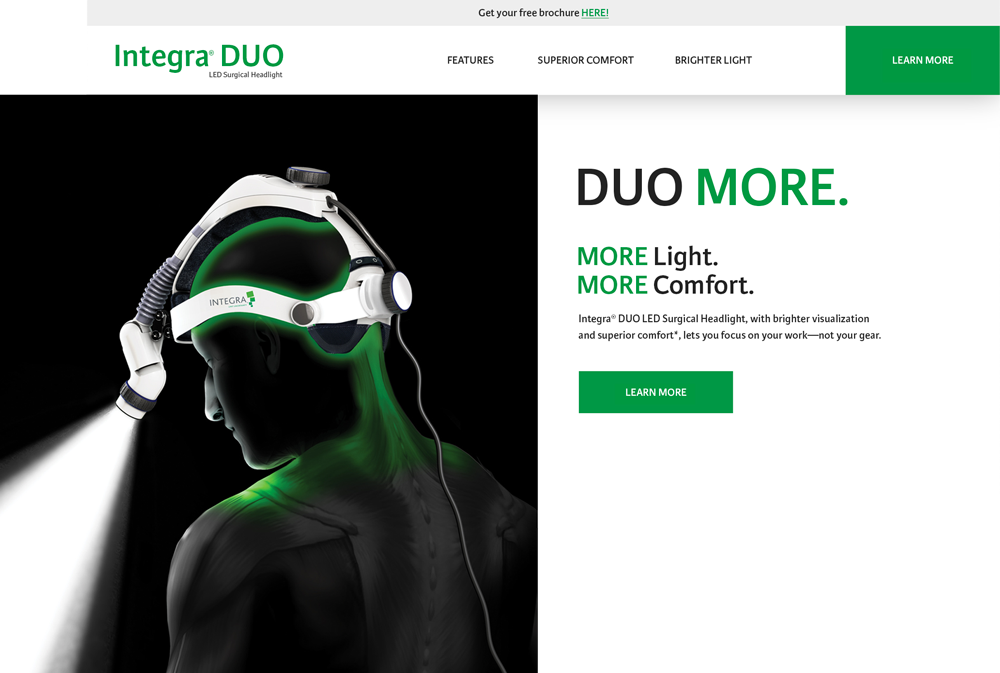 Get your free brochure HERE!
Integra® DUO
LED Surgical Headlight
FEATURES
SUPERIOR COMFORT
BRIGHTER LIGHT
LEARN MORE
INTEGRA
DUO MORE.
MORE Light.
MORE Comfort.
Integra® DUO LED Surgical Headlight, with brighter visualization
and superior comfort*, lets you focus on your work—not your gear.
LEARN MORE